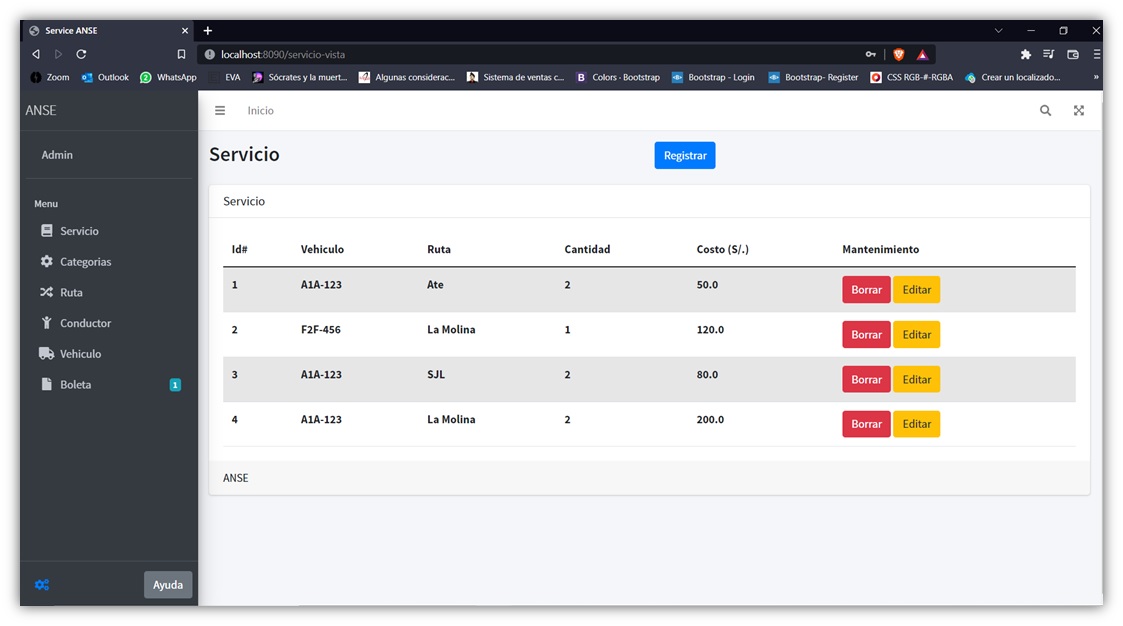 Service ANSE
localhost:8090/servicio-vista
Zoom Outlook WhatsApp EVA Sócrates y la muert... Algunas considerac... Sistema de ventas c... Colors · Bootstrap Bootstrap - Login Bootstrap- Register CSS RGB-#-RGBA Crear un localizado... »
ANSE
Inicio
Admin
Servicio
Registrar
Menu
Servicio
Categorias
Ruta
Conductor
Vehiculo
Boleta 1
Servicio
Id# Vehiculo Ruta Cantidad Costo (S/.) Mantenimiento
1 A1A-123 Ate 2 50.0 Borrar Editar
2 F2F-456 La Molina 1 120.0 Borrar Editar
3 A1A-123 SJL 2 80.0 Borrar Editar
4 A1A-123 La Molina 2 200.0 Borrar Editar
ANSE
Ayuda